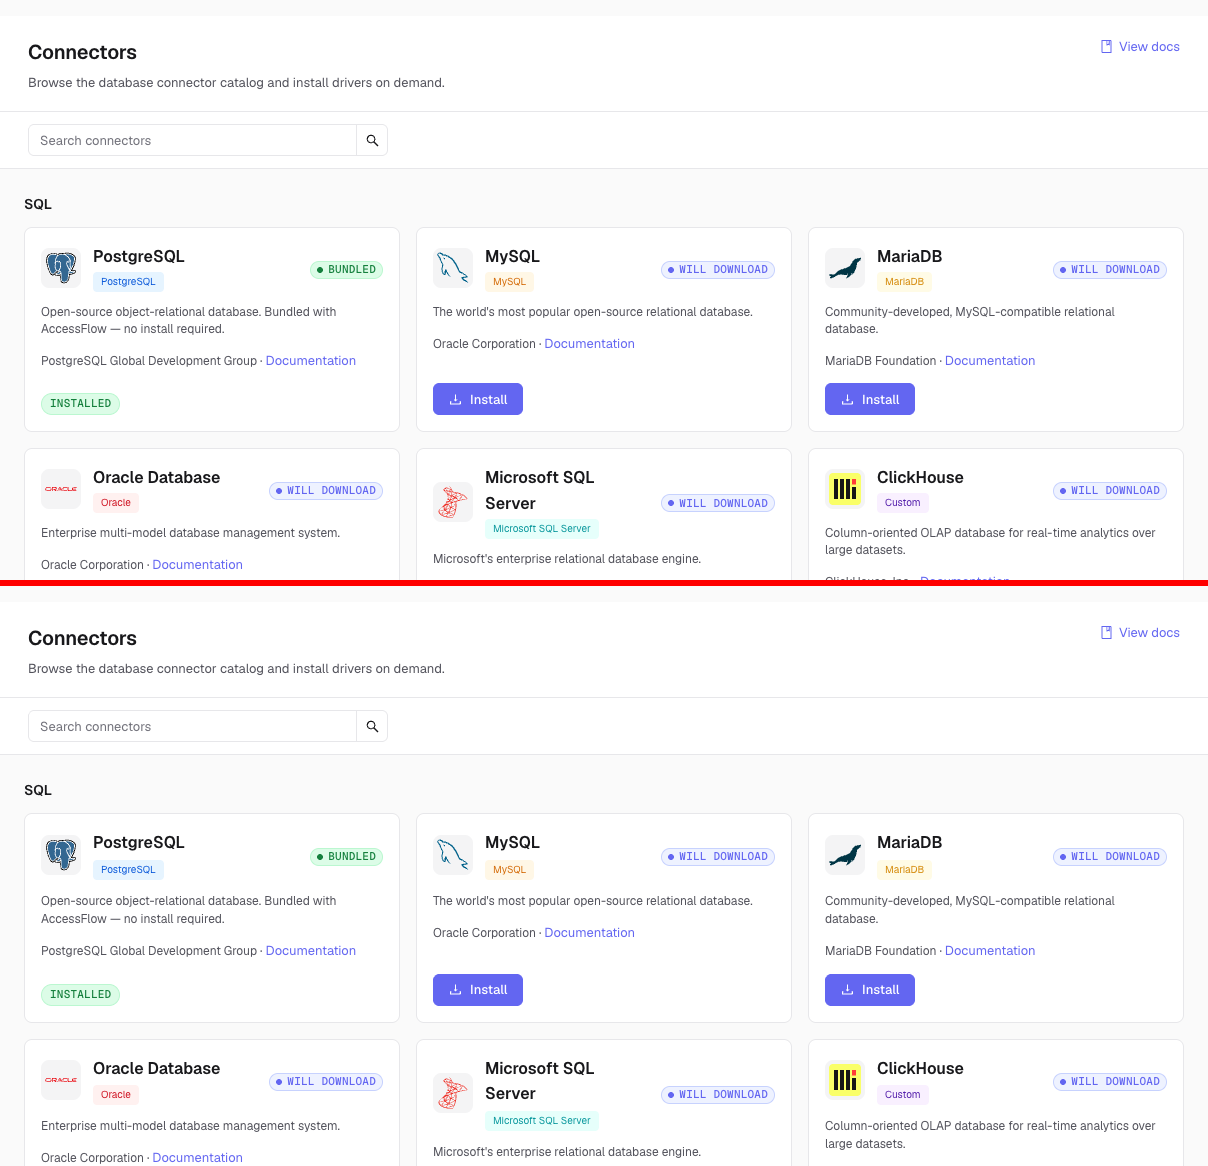 Connectors
View docs
Browse the database connector catalog and install drivers on demand.
Search connectors
SQL
PostgreSQL
PostgreSQL
BUNDLED
Open-source object-relational database. Bundled with
AccessFlow — no install required.
PostgreSQL Global Development Group · Documentation
INSTALLED
MySQL
MySQL
WILL DOWNLOAD
The world's most popular open-source relational database.
Oracle Corporation · Documentation
Install
MariaDB
MariaDB
WILL DOWNLOAD
Community-developed, MySQL-compatible relational
database.
MariaDB Foundation · Documentation
Install
ORACLE
Oracle Database
Oracle
WILL DOWNLOAD
Enterprise multi-model database management system.
Oracle Corporation · Documentation
Microsoft SQL
Server
Microsoft SQL Server
WILL DOWNLOAD
Microsoft's enterprise relational database engine.
ClickHouse
Custom
WILL DOWNLOAD
Column-oriented OLAP database for real-time analytics over
large datasets.
ClickHouse, Inc. · Documentation
Connectors
View docs
Browse the database connector catalog and install drivers on demand.
Search connectors
SQL
PostgreSQL
PostgreSQL
BUNDLED
Open-source object-relational database. Bundled with
AccessFlow — no install required.
PostgreSQL Global Development Group · Documentation
INSTALLED
MySQL
MySQL
WILL DOWNLOAD
The world's most popular open-source relational database.
Oracle Corporation · Documentation
Install
MariaDB
MariaDB
WILL DOWNLOAD
Community-developed, MySQL-compatible relational
database.
MariaDB Foundation · Documentation
Install
ORACLE
Oracle Database
Oracle
WILL DOWNLOAD
Enterprise multi-model database management system.
Oracle Corporation · Documentation
Microsoft SQL
Server
Microsoft SQL Server
WILL DOWNLOAD
Microsoft's enterprise relational database engine.
ClickHouse
Custom
WILL DOWNLOAD
Column-oriented OLAP database for real-time analytics over
large datasets.